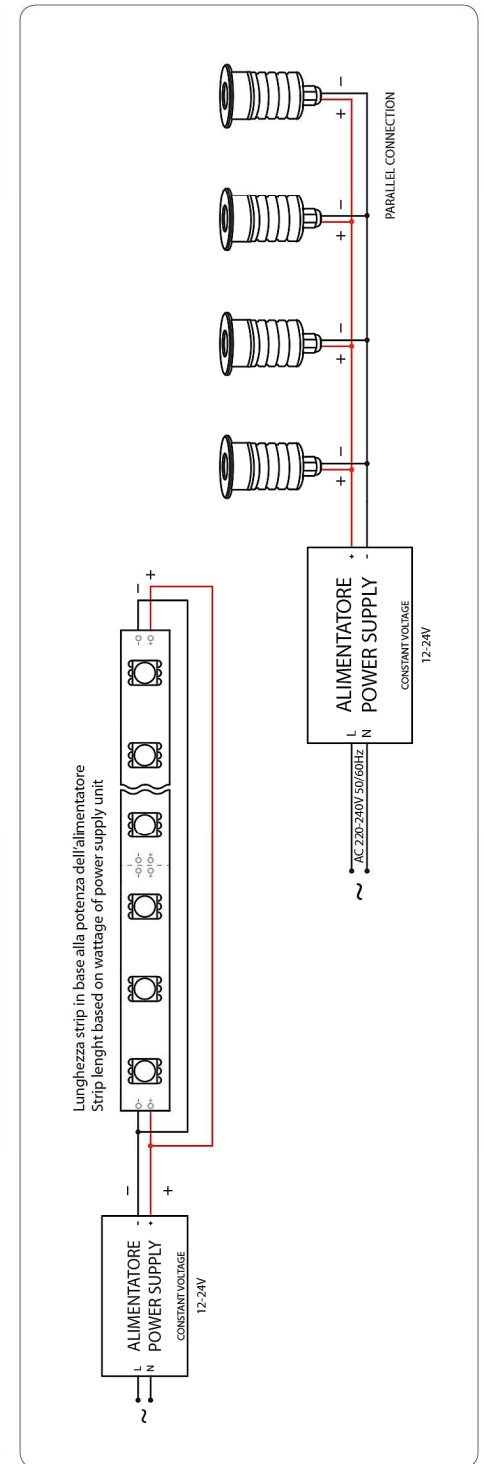 Lunghezza strip in base alla potenza dell'alimentatore
Strip lenght based on wattage of power supply unit
- +
-O -O -O -O
+O +O +O +O
- +
L
N
ALIMENTATORE
POWER SUPPLY
CONSTANT VOLTAGE
12-24V
- +
~
PARALLEL CONNECTION
+ -
+ -
+ -
+ -
L
N
ALIMENTATORE
POWER SUPPLY
CONSTANT VOLTAGE
12-24V
+ -
AC 220-240V 50/60Hz
~